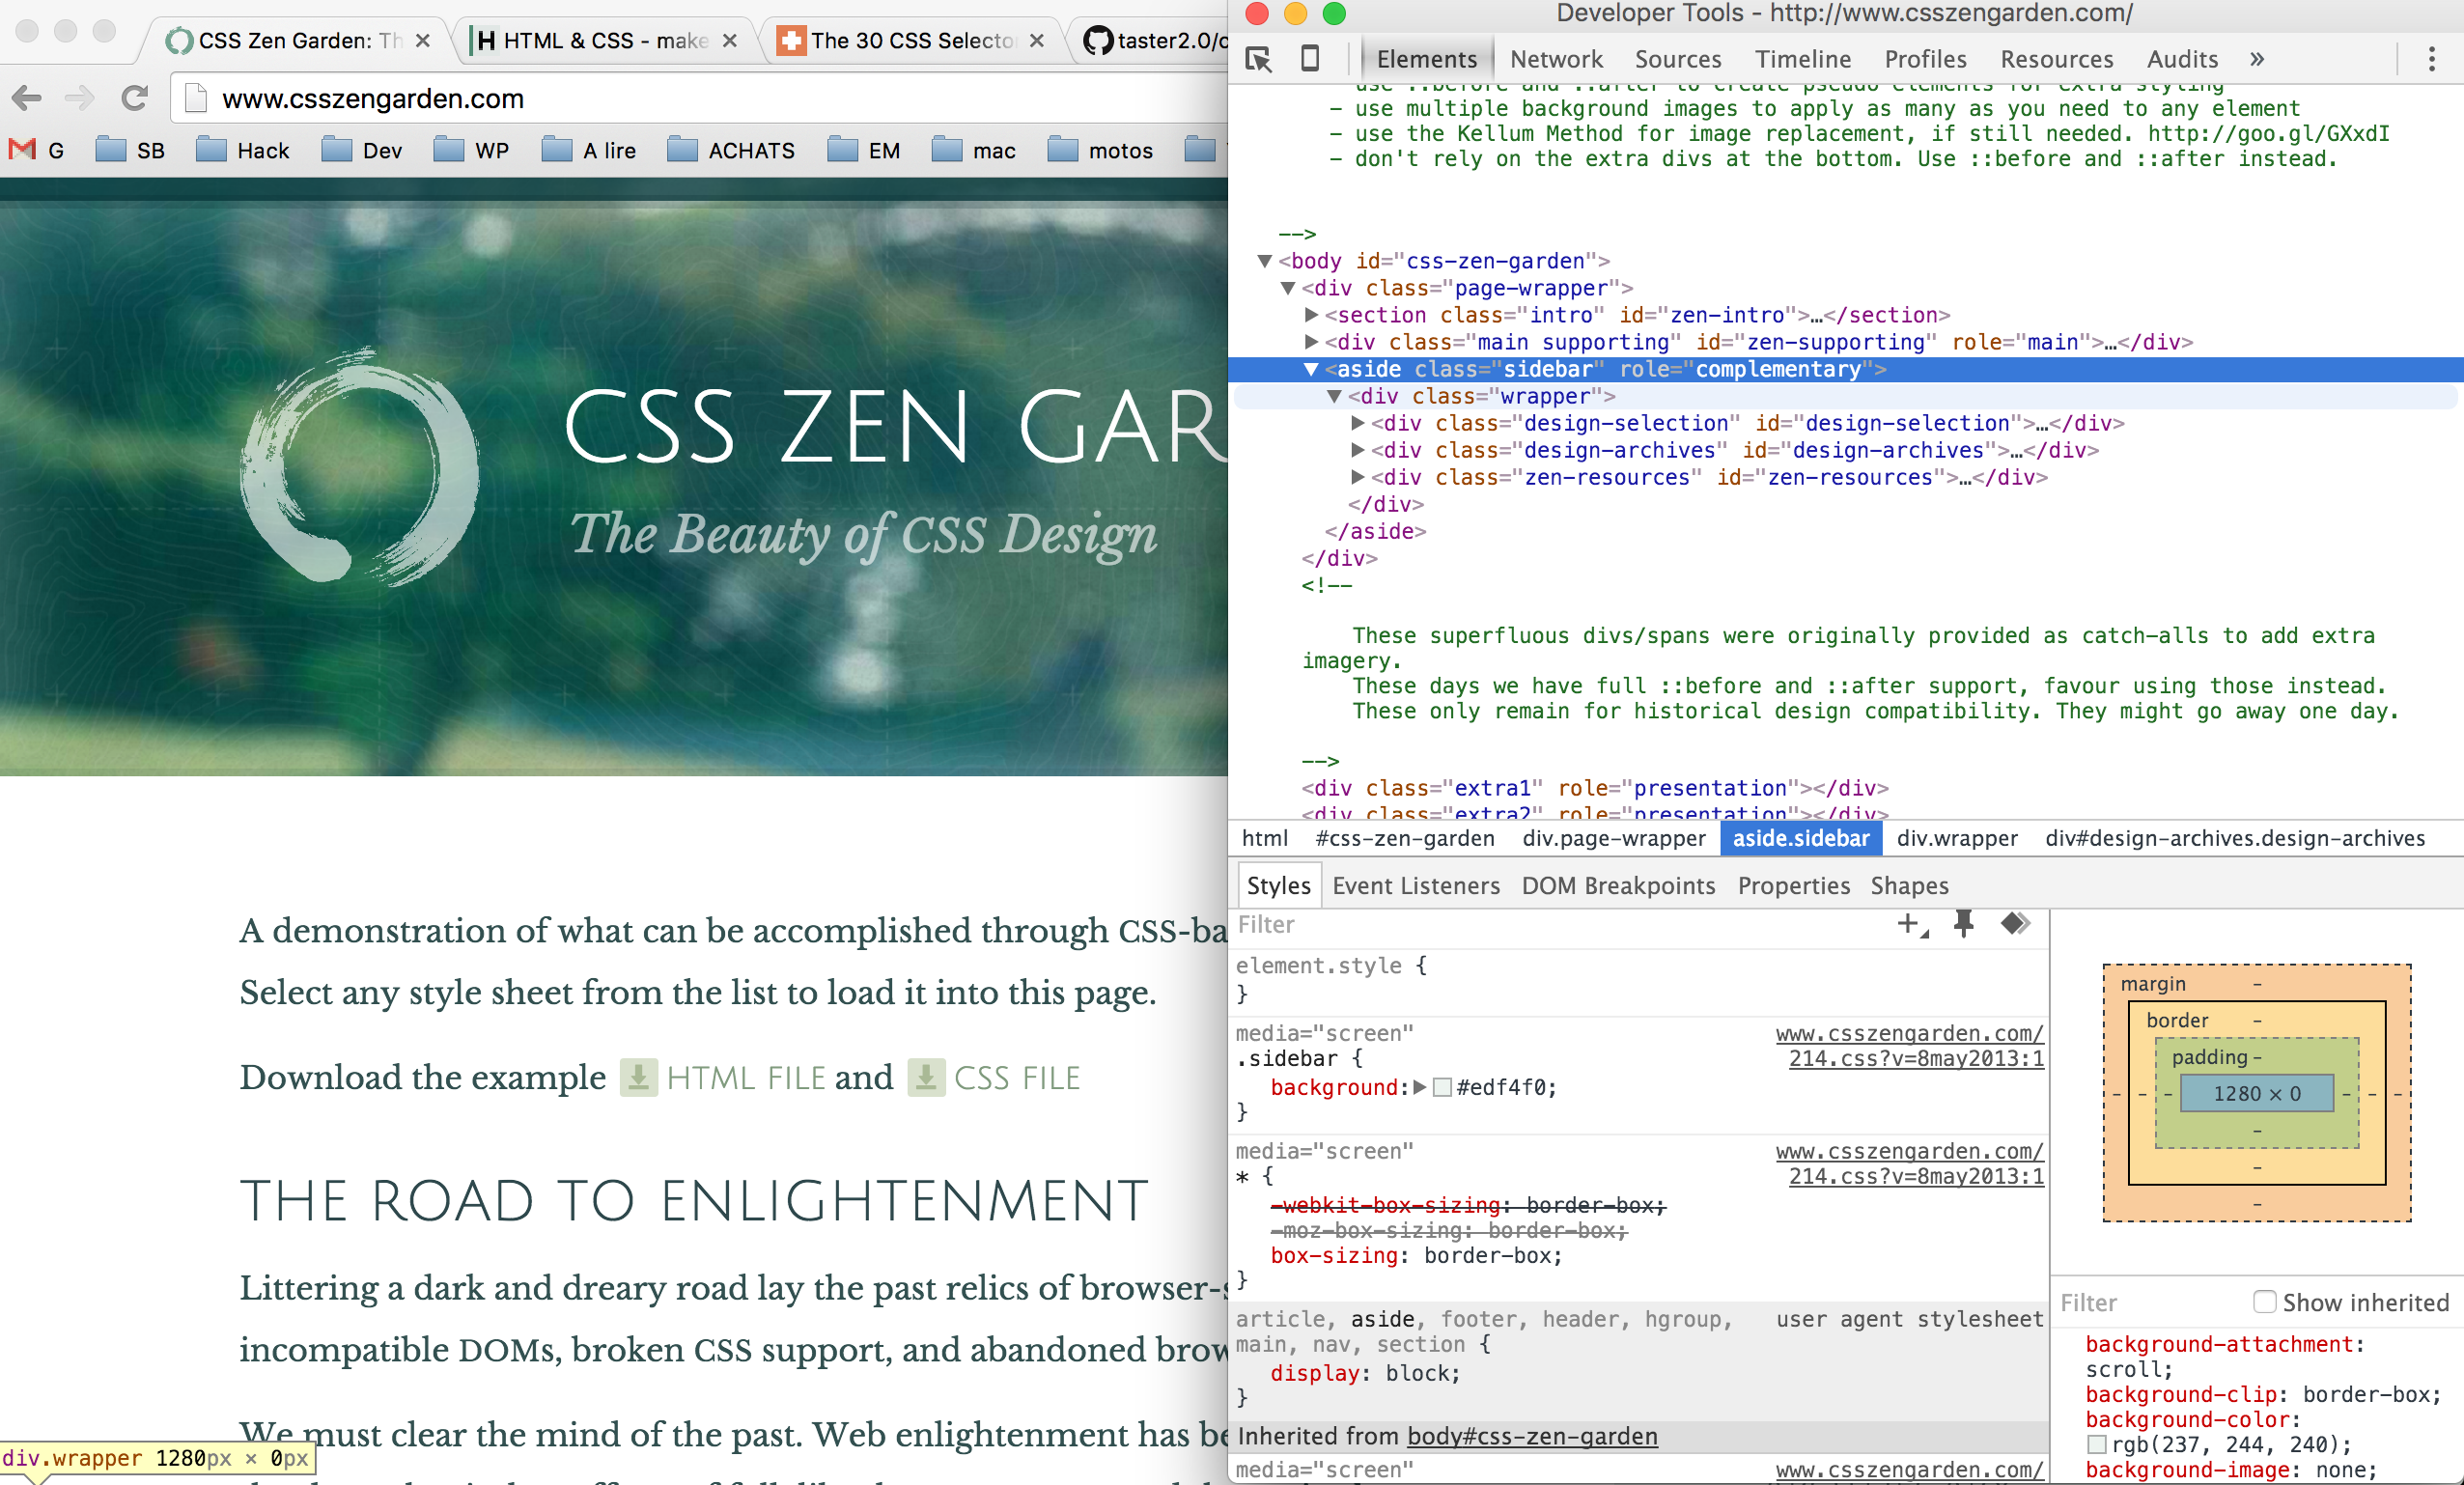 CSS Zen Garden: Th
HTML & CSS - make
The 30 CSS Selecto
taster2.0/c
www.csszengarden.com
G
SB
Hack
Dev
WP
A lire
ACHATS
EM
mac
motos
CSS ZEN GAR
The Beauty of CSS Design
A demonstration of what can be accomplished through CSS-ba
Select any style sheet from the list to load it into this page.
Download the example HTML FILE and CSS FILE
THE ROAD TO ENLIGHTENMENT
Littering a dark and dreary road lay the past relics of browser-s
incompatible DOMs, broken CSS support, and abandoned brow
We must clear the mind of the past. Web enlightenment has be
div.wrapper 1280px × 0px
Developer Tools - http://www.csszengarden.com/
Elements Network Sources Timeline Profiles Resources Audits »
use ::before and ::after to create pseudo elements for extra styling
- use multiple background images to apply as many as you need to any element
- use the Kellum Method for image replacement, if still needed. http://goo.gl/GXxdI
- don't rely on the extra divs at the bottom. Use ::before and ::after instead.
-->
▼<body id="css-zen-garden">
▼<div class="page-wrapper">
▶<section class="intro" id="zen-intro">…</section>
▶<div class="main supporting" id="zen-supporting" role="main">…</div>
▼<aside class="sidebar" role="complementary">
▼<div class="wrapper">
▶<div class="design-selection" id="design-selection">…</div>
▶<div class="design-archives" id="design-archives">…</div>
▶<div class="zen-resources" id="zen-resources">…</div>
</div>
</aside>
</div>
<!--
These superfluous divs/spans were originally provided as catch-alls to add extra
imagery.
These days we have full ::before and ::after support, favour using those instead.
These only remain for historical design compatibility. They might go away one day.
-->
<div class="extra1" role="presentation"></div>
<div class="extra2" role="presentation"></div>
html #css-zen-garden div.page-wrapper aside.sidebar div.wrapper div#design-archives.design-archives
Styles Event Listeners DOM Breakpoints Properties Shapes
Filter
element.style {
}
media="screen" www.csszengarden.com/
.sidebar { 214.css?v=8may2013:1
background:▶#edf4f0;
}
media="screen" www.csszengarden.com/
* { 214.css?v=8may2013:1
-webkit-box-sizing: border-box;
-moz-box-sizing: border-box;
box-sizing: border-box;
}
article, aside, footer, header, hgroup, user agent stylesheet
main, nav, section {
display: block;
}
Inherited from body#css-zen-garden
media="screen" www.csszengarden.com/
margin -
border -
padding -
- - - 1280 × 0 - - -
-
-
-
Filter Show inherited
background-attachment:
scroll;
background-clip: border-box;
background-color:
rgb(237, 244, 240);
background-image: none;